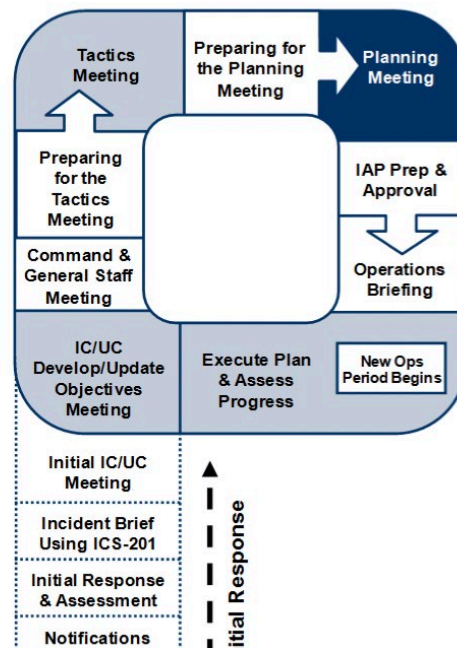 Tactics
Meeting
Preparing for
the Planning
Meeting
Planning
Meeting
Preparing
for the
Tactics
Meeting
IAP Prep &
Approval
Command &
General Staff
Meeting
Operations
Briefing
IC/UC
Develop/Update
Objectives
Meeting
Execute Plan
& Assess
Progress
New Ops
Period Begins
Initial IC/UC
Meeting
Incident Brief
Using ICS-201
Initial Response
& Assessment
Notifications
Response